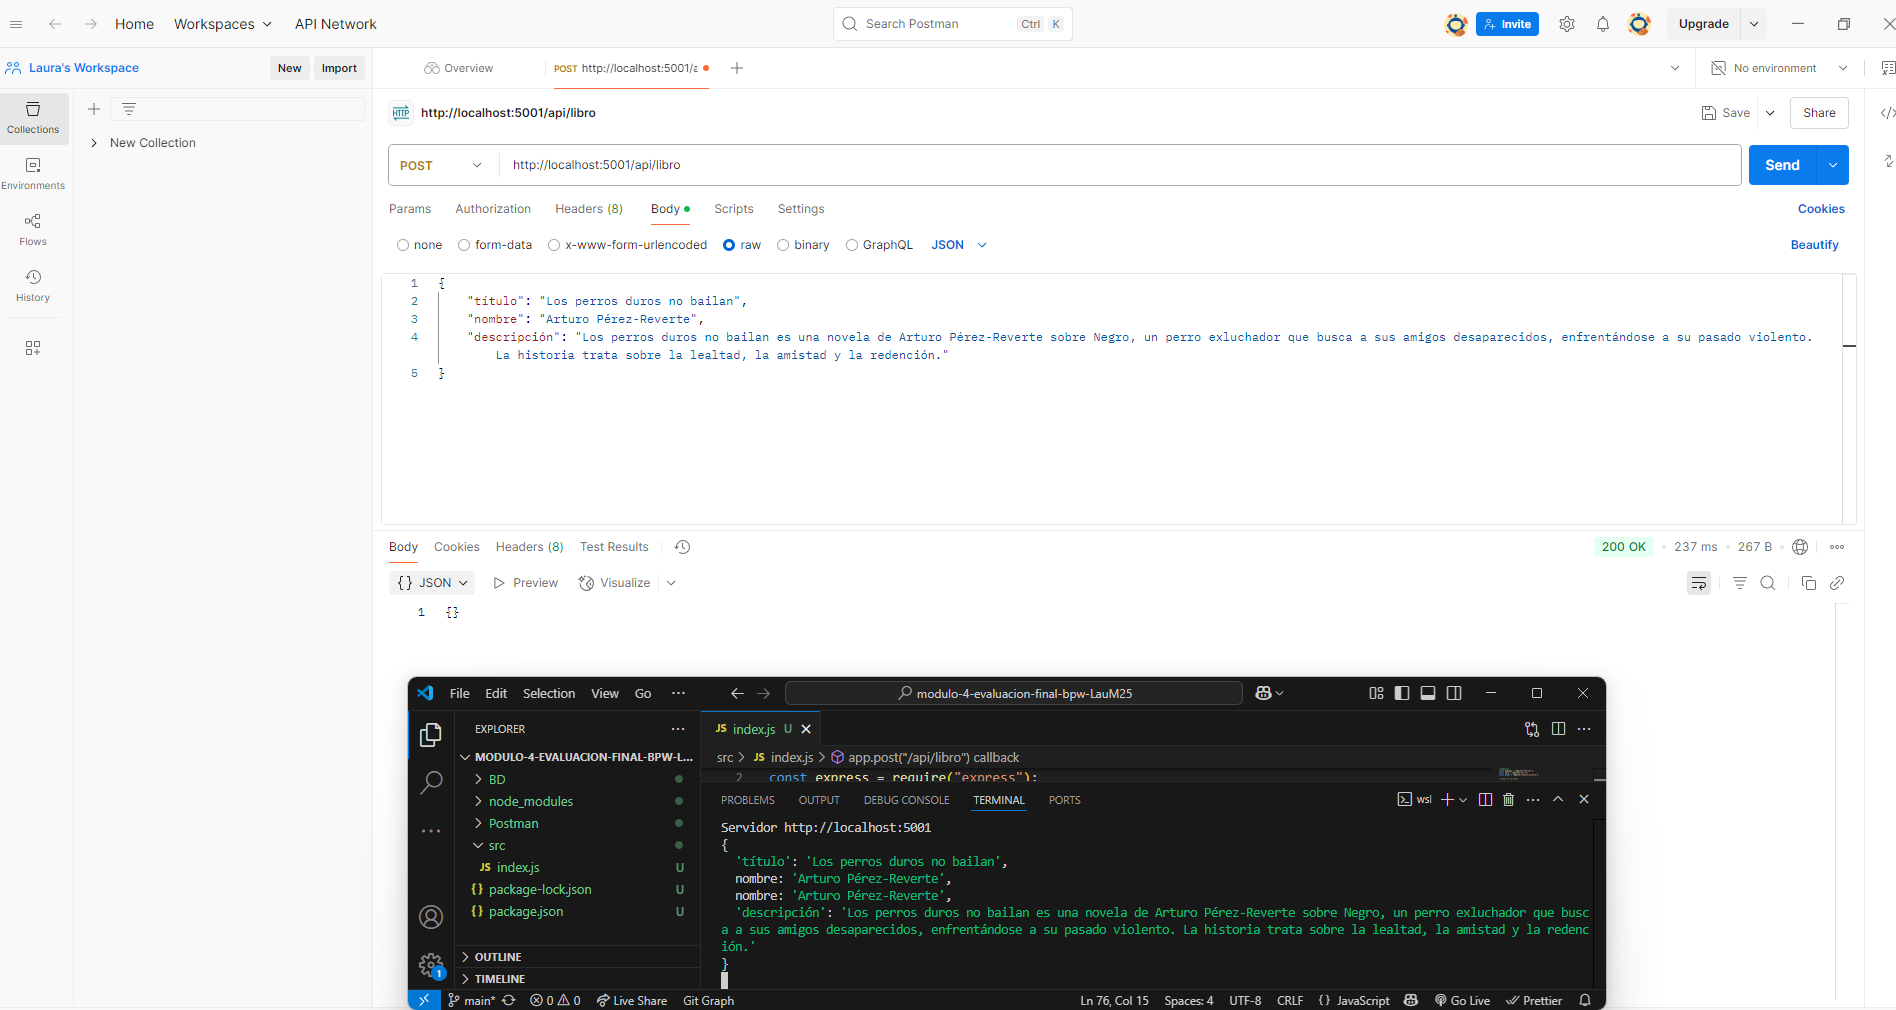 Home Workspaces API Network Search Postman Ctrl K Invite Upgrade
Laura's Workspace New Import Overview POST http://localhost:5001/a No environment
Collections
New Collection
Environments
Flows
History
HTTP http://localhost:5001/api/libro Save Share
POST http://localhost:5001/api/libro Send
Params Authorization Headers (8) Body Scripts Settings Cookies
none form-data x-www-form-urlencoded raw binary GraphQL JSON Beautify
1 {
2 "título": "Los perros duros no bailan",
3 "nombre": "Arturo Pérez-Reverte",
4 "descripción": "Los perros duros no bailan es una novela de Arturo Pérez-Reverte sobre Negro, un perro exluchador que busca a sus amigos desaparecidos, enfrentándose a su pasado violento.
La historia trata sobre la lealtad, la amistad y la redención."
5 }
Body Cookies Headers (8) Test Results 200 OK 237 ms 267 B
{} JSON Preview Visualize
1 {}
File Edit Selection View Go modulo-4-evaluacion-final-bpw-LauM25
EXPLORER
MODULO-4-EVALUACION-FINAL-BPW-L...
BD
node_modules
Postman
src
JS index.js U
{} package-lock.json U
{} package.json U
OUTLINE
TIMELINE
JS index.js U
src JS index.js app.post("/api/libro") callback
2 const express = require("express");
PROBLEMS OUTPUT DEBUG CONSOLE TERMINAL PORTS wsl
Servidor http://localhost:5001
{
'título': 'Los perros duros no bailan',
nombre: 'Arturo Pérez-Reverte',
nombre: 'Arturo Pérez-Reverte',
'descripción': 'Los perros duros no bailan es una novela de Arturo Pérez-Reverte sobre Negro, un perro exluchador que busc
a a sus amigos desaparecidos, enfrentándose a su pasado violento. La historia trata sobre la lealtad, la amistad y la redenc
ión.'
}
1
main* 0 0 Live Share Git Graph Ln 76, Col 15 Spaces: 4 UTF-8 CRLF {} JavaScript Go Live Prettier